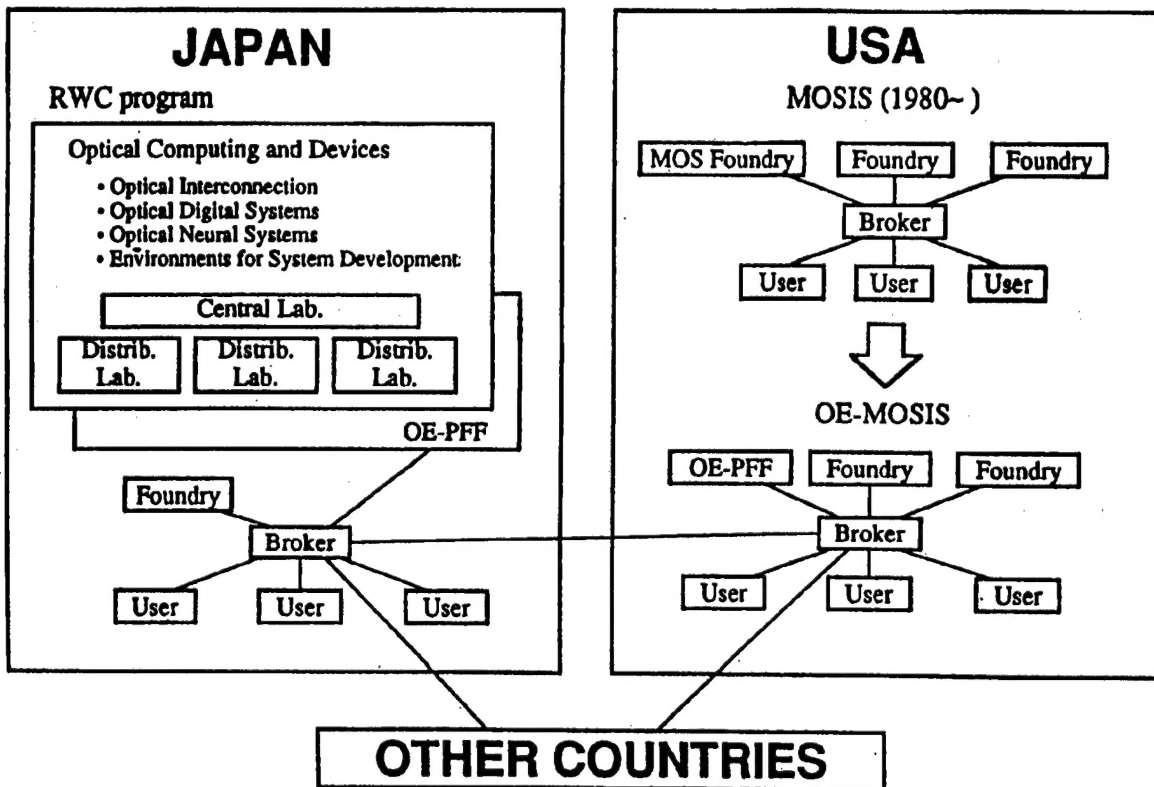 JAPAN
RWC program
Optical Computing and Devices
• Optical Interconnection
• Optical Digital Systems
• Optical Neural Systems
• Environments for System Development
Central Lab.
Distrib.
Lab.
Distrib.
Lab.
Distrib.
Lab.
OE-PFF
Foundry
Broker
User
User
User
USA
MOSIS (1980~ )
MOS Foundry
Foundry
Foundry
Broker
User
User
User
OE-MOSIS
OE-PFF
Foundry
Foundry
Broker
User
User
User
OTHER COUNTRIES